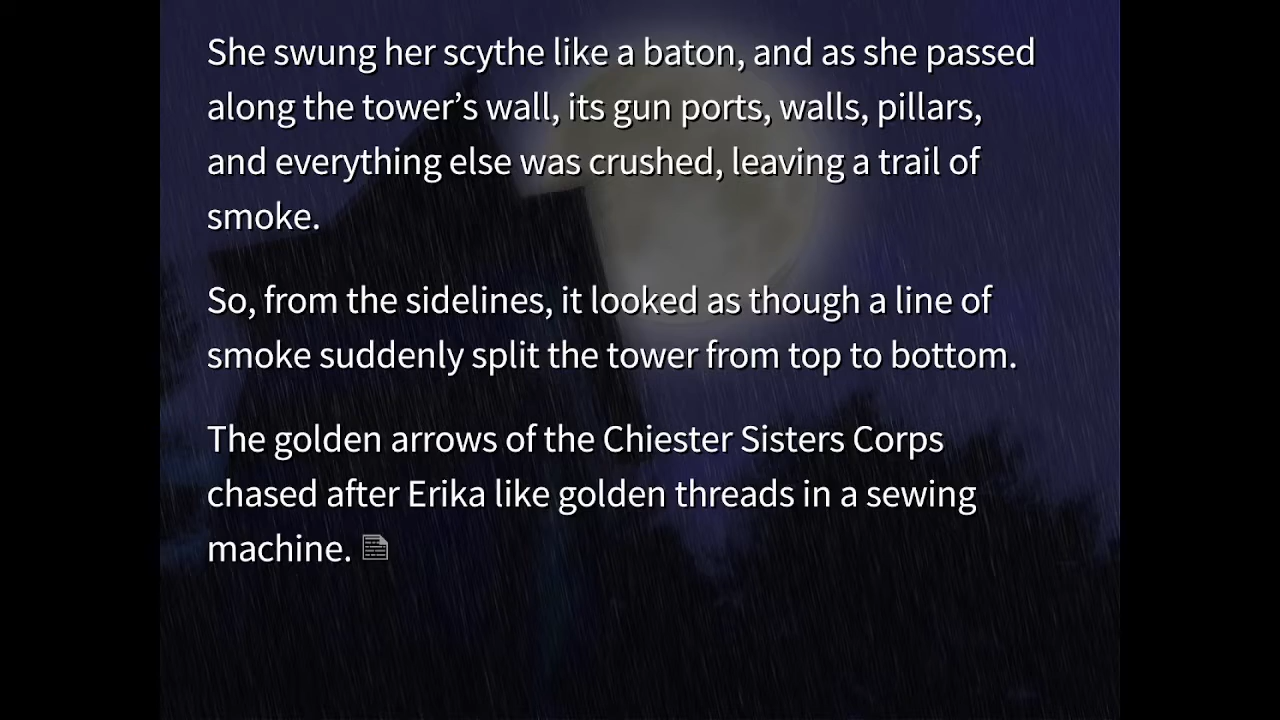 She swung her scythe like a baton, and as she passed
along the tower’s wall, its gun ports, walls, pillars,
and everything else was crushed, leaving a trail of
smoke.
So, from the sidelines, it looked as though a line of
smoke suddenly split the tower from top to bottom.
The golden arrows of the Chiester Sisters Corps
chased after Erika like golden threads in a sewing
machine.